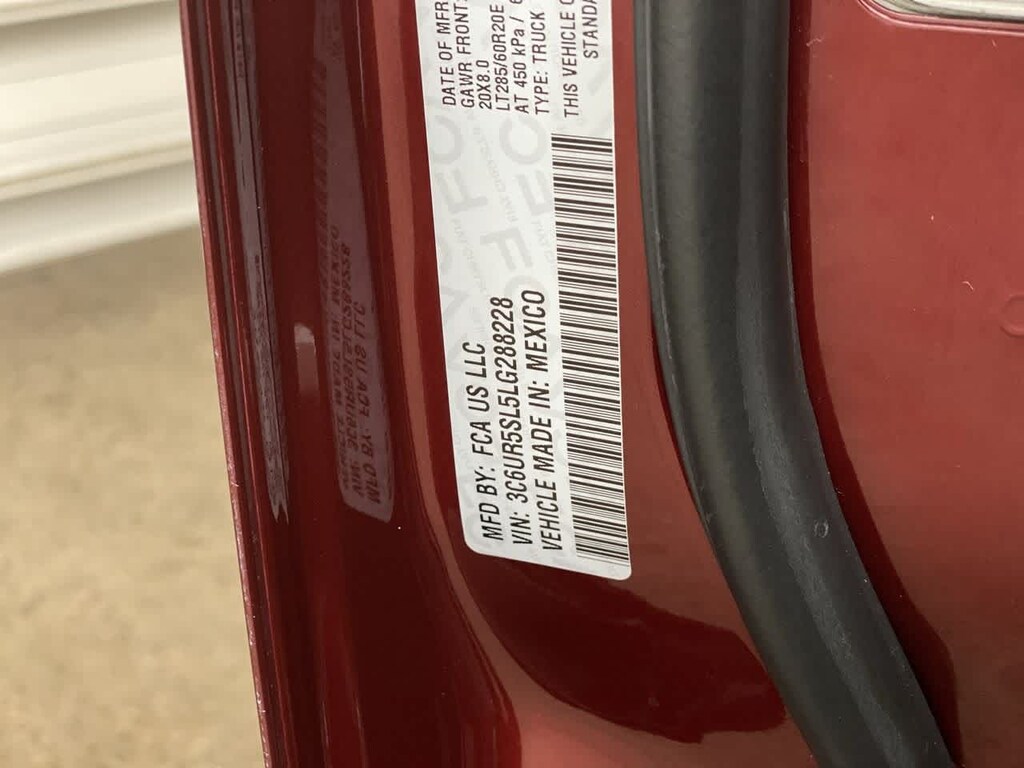 MFD BY: FCA US LLC
VIN: 3C6UR5SL5LG288228
VEHICLE MADE IN: MEXICO
DATE OF MFR
GAWR FRONT:
20X8.0
LT285/60R20E
AT 450 kPa / 6
TYPE: TRUCK
THIS VEHICLE C
STANDA